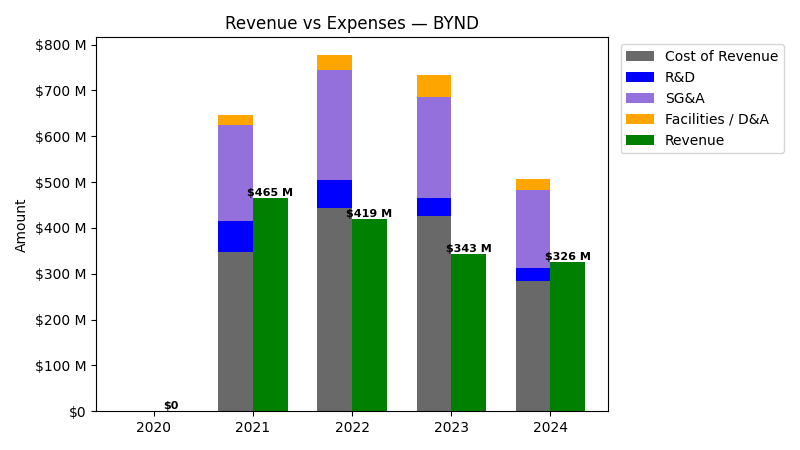 Revenue vs Expenses — BYND
$800 M
$700 M
$600 M
$500 M
$400 M
$300 M
$200 M
$100 M
$0
Amount
$0
$465 M
$419 M
$343 M
$326 M
2020
2021
2022
2023
2024
Cost of Revenue
R&D
SG&A
Facilities / D&A
Revenue